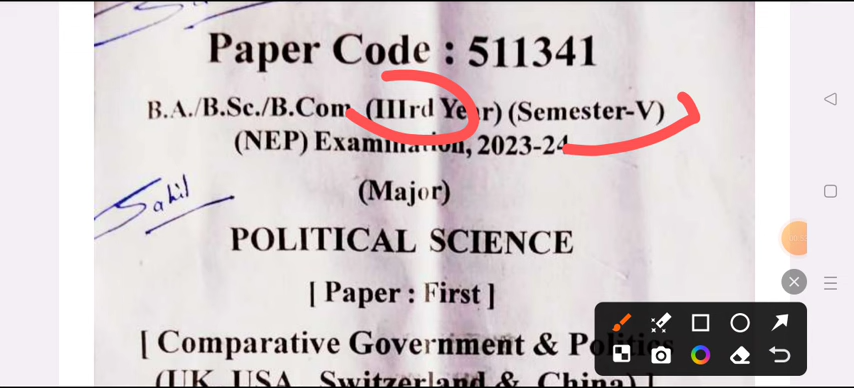 Paper Code : 511341
B.A./B.Sc./B.Com. (IIIrd Year) (Semester-V)
(NEP) Examination, 2023-24
Sahil
(Major)
POLITICAL SCIENCE
[ Paper : First ]
[ Comparative Government & Politics
(UK, USA, Switzerland & China) ]